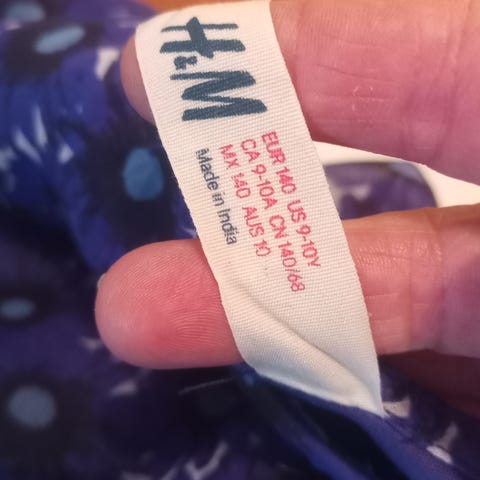 H&M
EUR 140 US 9-10Y
CA 9-10A CN 140/68
MX 140 AUS 10
Made in India